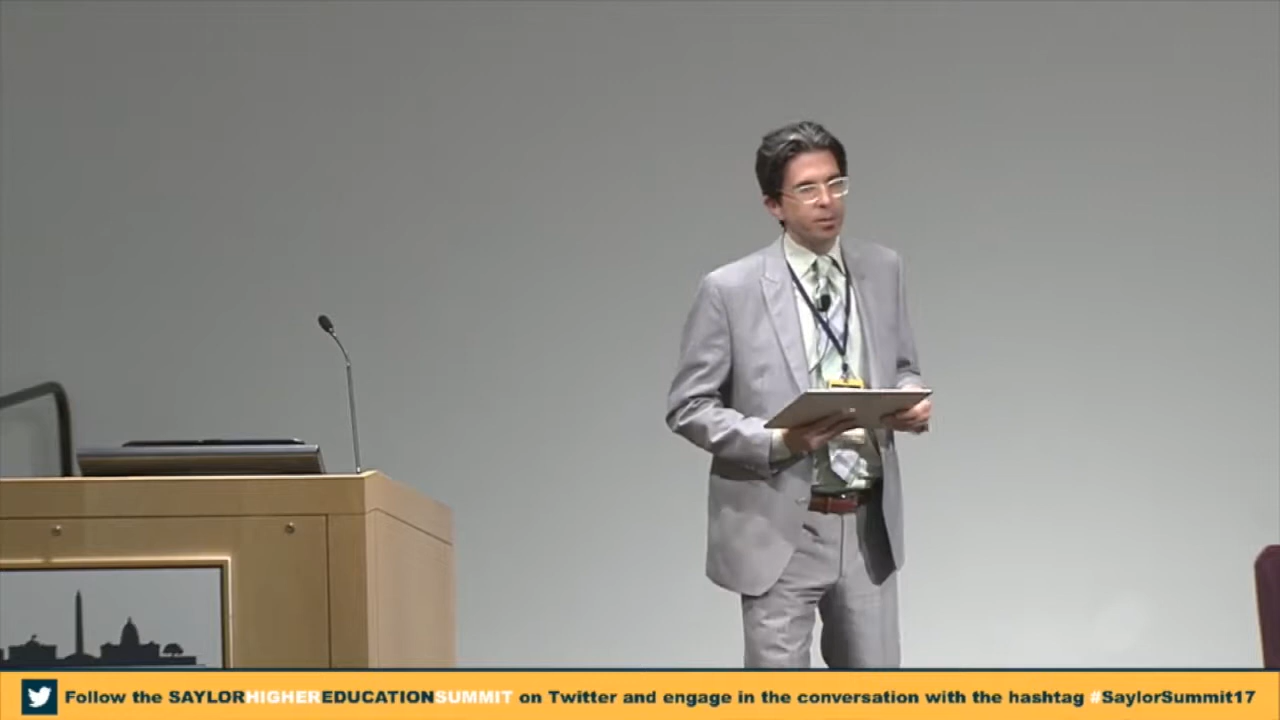 Follow the SAYLORHIGHEREDUCATIONSUMMIT on Twitter and engage in the conversation with the hashtag #SaylorSummit17